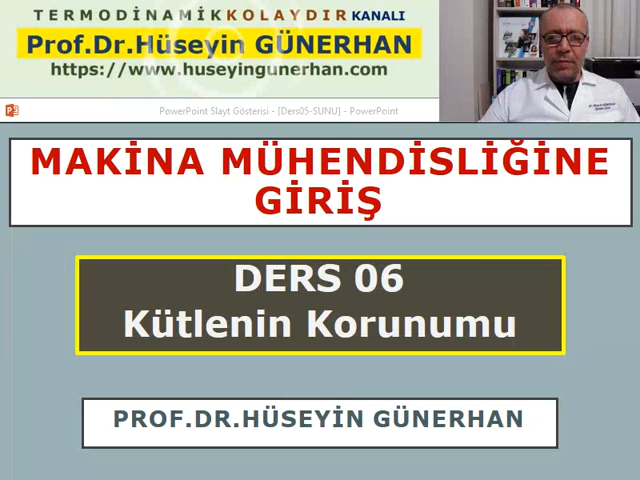 TERMODİNAMİKKOLAYDIR KANALI
Prof.Dr.Hüseyin GÜNERHAN
https://www.huseyingunerhan.com
PowerPoint Slayt Gösterisi - [Ders05-SUNU] - PowerPoint
MAKİNA MÜHENDİSLİĞİNE
GİRİŞ
DERS 06
Kütlenin Korunumu
PROF.DR.HÜSEYİN GÜNERHAN